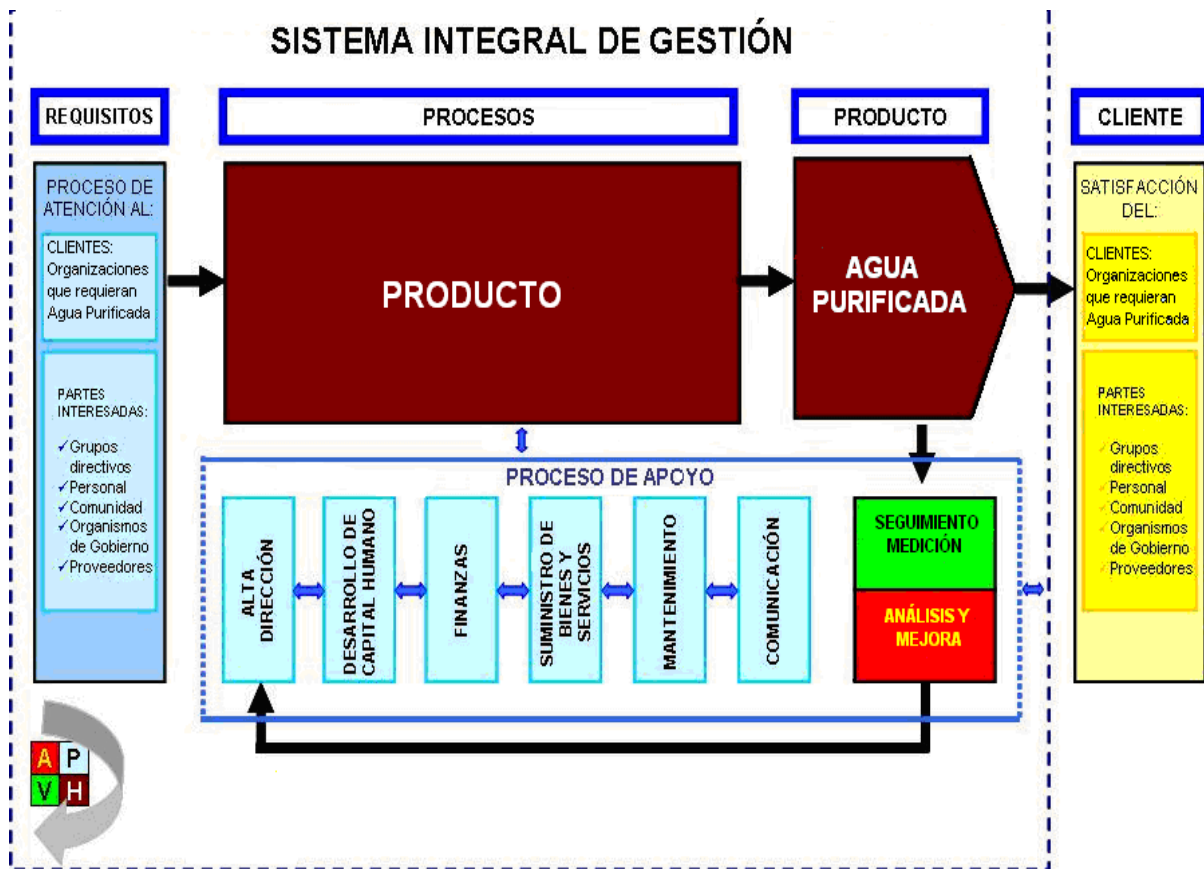 SISTEMA INTEGRAL DE GESTIÓN
REQUISITOS
PROCESOS
PRODUCTO
CLIENTE
PROCESO DE
ATENCIÓN AL:
CLIENTES:
Organizaciones
que requieran
Agua Purificada
PARTES
INTERESADAS:
✓Grupos
directivos
✓Personal
✓Comunidad
✓Organismos
de Gobierno
✓Proveedores
PRODUCTO
AGUA
PURIFICADA
SATISFACCIÓN
DEL:
CLIENTES:
Organizaciones
que requieran
Agua Purificada
PARTES
INTERESADAS:
✓Grupos
directivos
✓Personal
✓Comunidad
✓Organismos
de Gobierno
✓Proveedores
PROCESO DE APOYO
ALTA
DIRECCIÓN
DESARROLLO DE
CAPITAL HUMANO
FINANZAS
SUMINISTRO DE
BIENES Y
SERVICIOS
MANTENIMIENTO
COMUNICACIÓN
SEGUIMIENTO
MEDICIÓN
ANÁLISIS Y
MEJORA
A P
V H